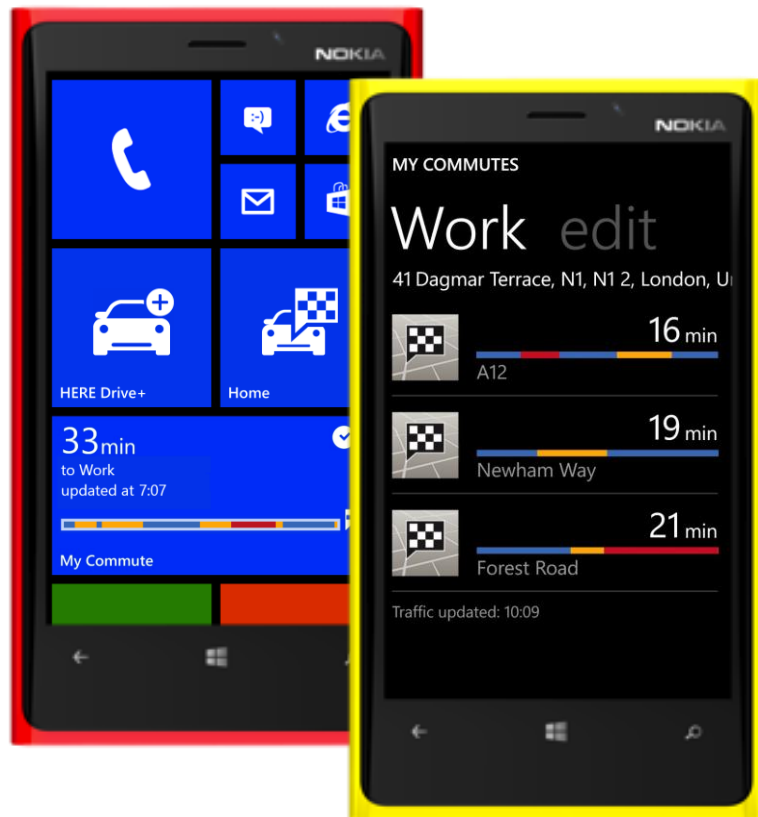 NOKIA
:-)
HERE Drive+
Home
33min
to Work
updated at 7:07
My Commute
NOKIA
MY COMMUTES
Work edit
41 Dagmar Terrace, N1, N1 2, London, U
16 min
A12
19 min
Newham Way
21 min
Forest Road
Traffic updated: 10:09